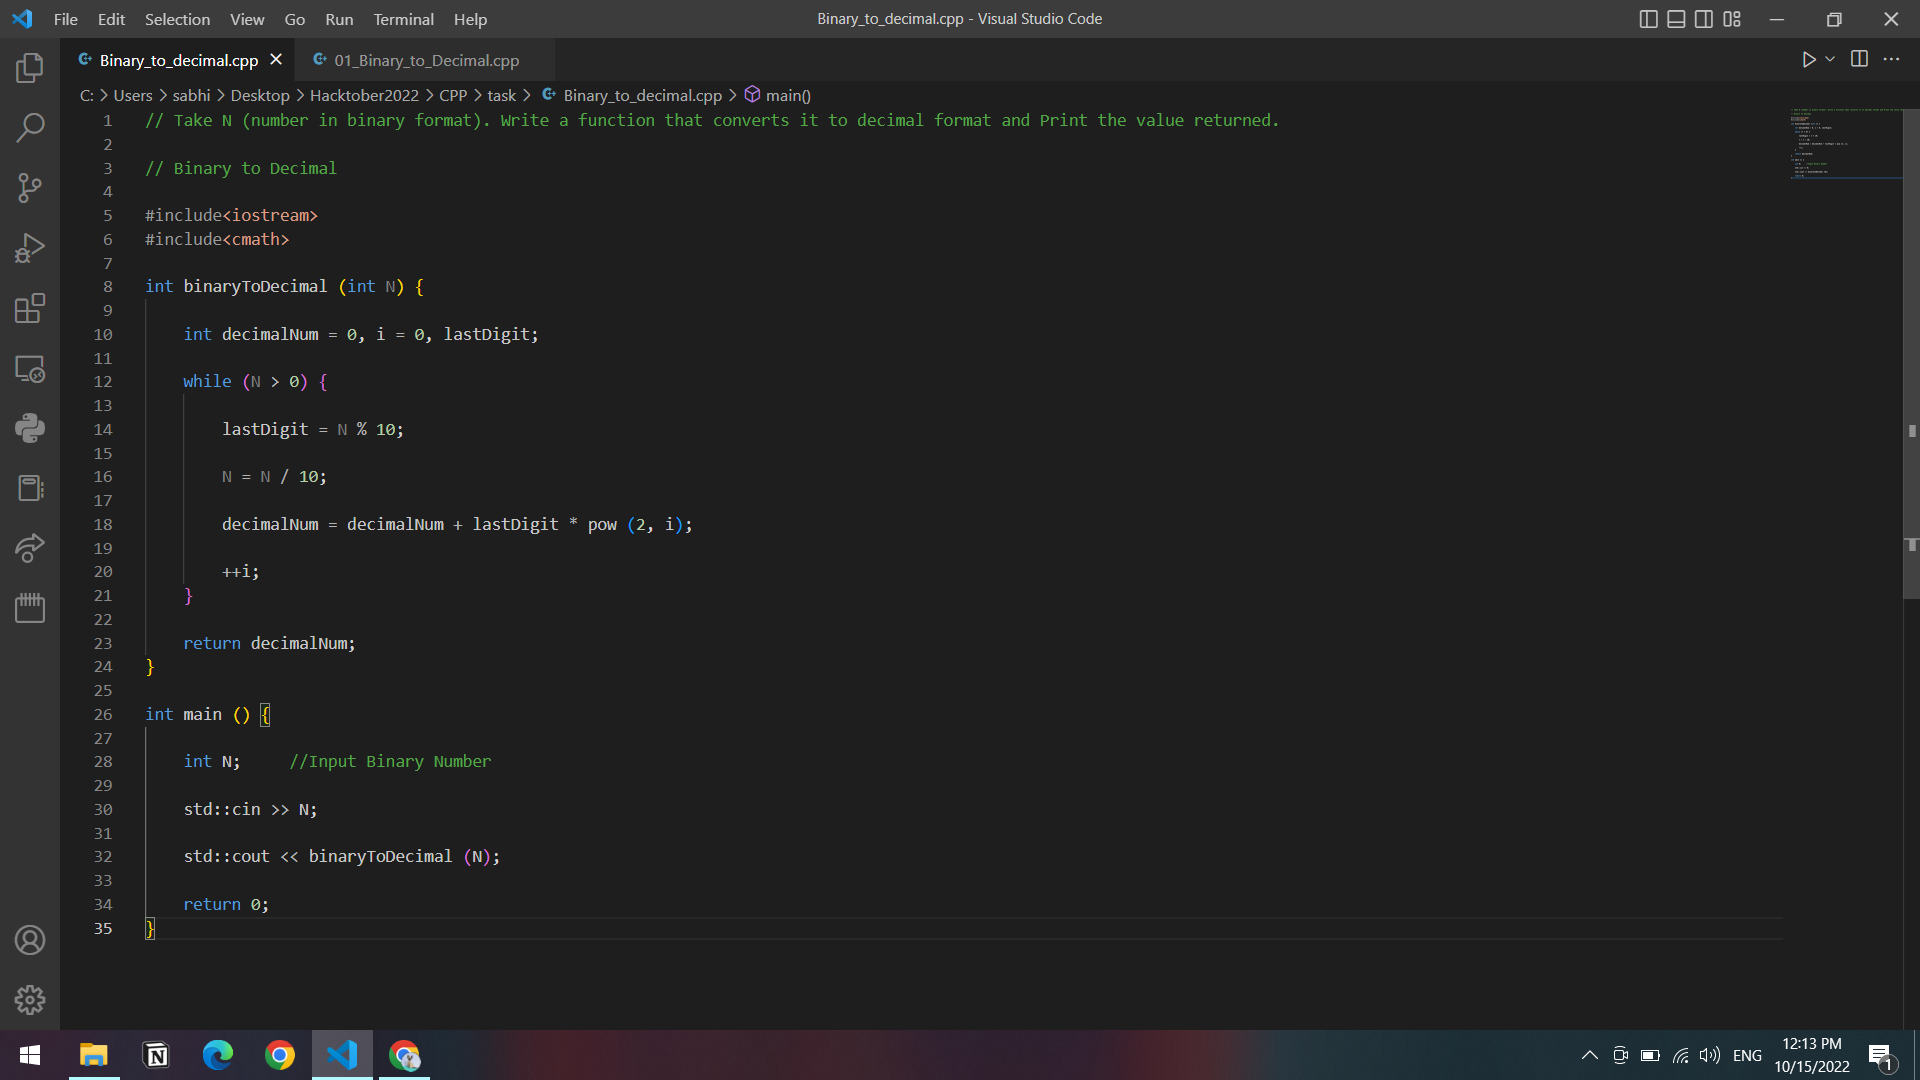 File Edit Selection View Go Run Terminal Help
Binary_to_decimal.cpp - Visual Studio Code
Binary_to_decimal.cpp
01_Binary_to_Decimal.cpp
C: > Users > sabhi > Desktop > Hacktober2022 > CPP > task > Binary_to_decimal.cpp > main()
1 // Take N (number in binary format). Write a function that converts it to decimal format and Print the value returned.
2
3 // Binary to Decimal
4
5 #include<iostream>
6 #include<cmath>
7
8 int binaryToDecimal (int N) {
9
10 int decimalNum = 0, i = 0, lastDigit;
11
12 while (N > 0) {
13
14 lastDigit = N % 10;
15
16 N = N / 10;
17
18 decimalNum = decimalNum + lastDigit * pow (2, i);
19
20 ++i;
21 }
22
23 return decimalNum;
24 }
25
26 int main () {
27
28 int N; //Input Binary Number
29
30 std::cin >> N;
31
32 std::cout << binaryToDecimal (N);
33
34 return 0;
35 }
ENG
12:13 PM
10/15/2022
1